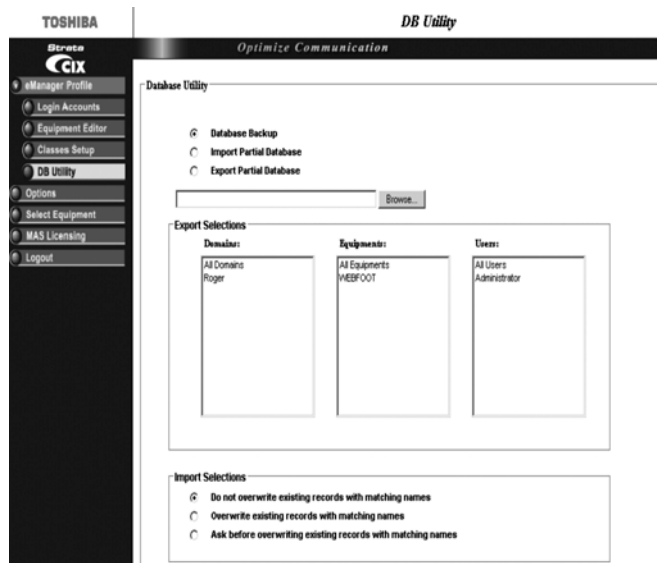 TOSHIBA
DB Utility
Strata
CIX
Optimize Communication
eManager Profile
Login Accounts
Equipment Editor
Classes Setup
DB Utility
Options
Select Equipment
MAS Licensing
Logout
Database Utility
Database Backup
Import Partial Database
Export Partial Database
Browse...
Export Selections
Domains:
All Domains
Roger
Equipments:
All Equipments
WEBFOOT
Users:
All Users
Administrator
Import Selections
Do not overwrite existing records with matching names
Overwrite existing records with matching names
Ask before overwriting existing records with matching names